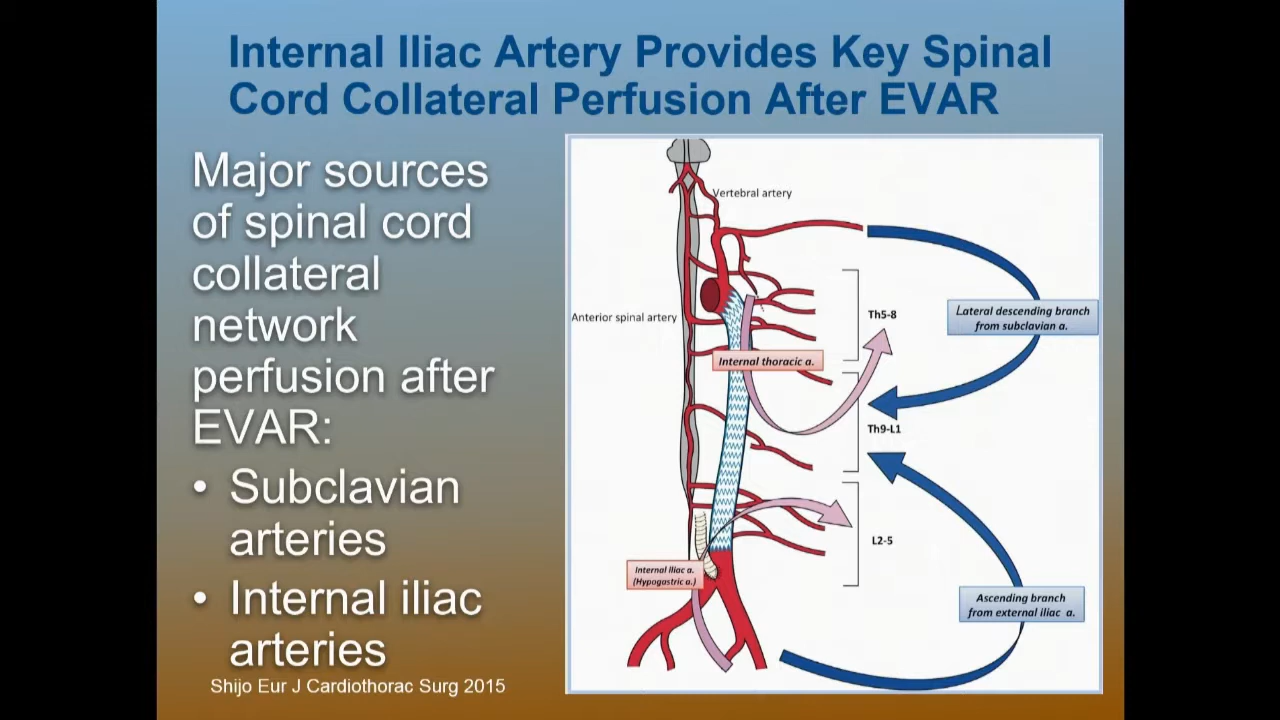 Internal Iliac Artery Provides Key Spinal
Cord Collateral Perfusion After EVAR
Major sources
of spinal cord
collateral
network
perfusion after
EVAR:
• Subclavian
arteries
• Internal iliac
arteries
Shijo Eur J Cardiothorac Surg 2015
Vertebral artery
Anterior spinal artery
Th5-8
Lateral descending branch
from subclavian a.
Internal thoracic a.
Th9-L1
L2-5
Internal Iliac a.
(Hypogastric a.)
Ascending branch
from external iliac a.